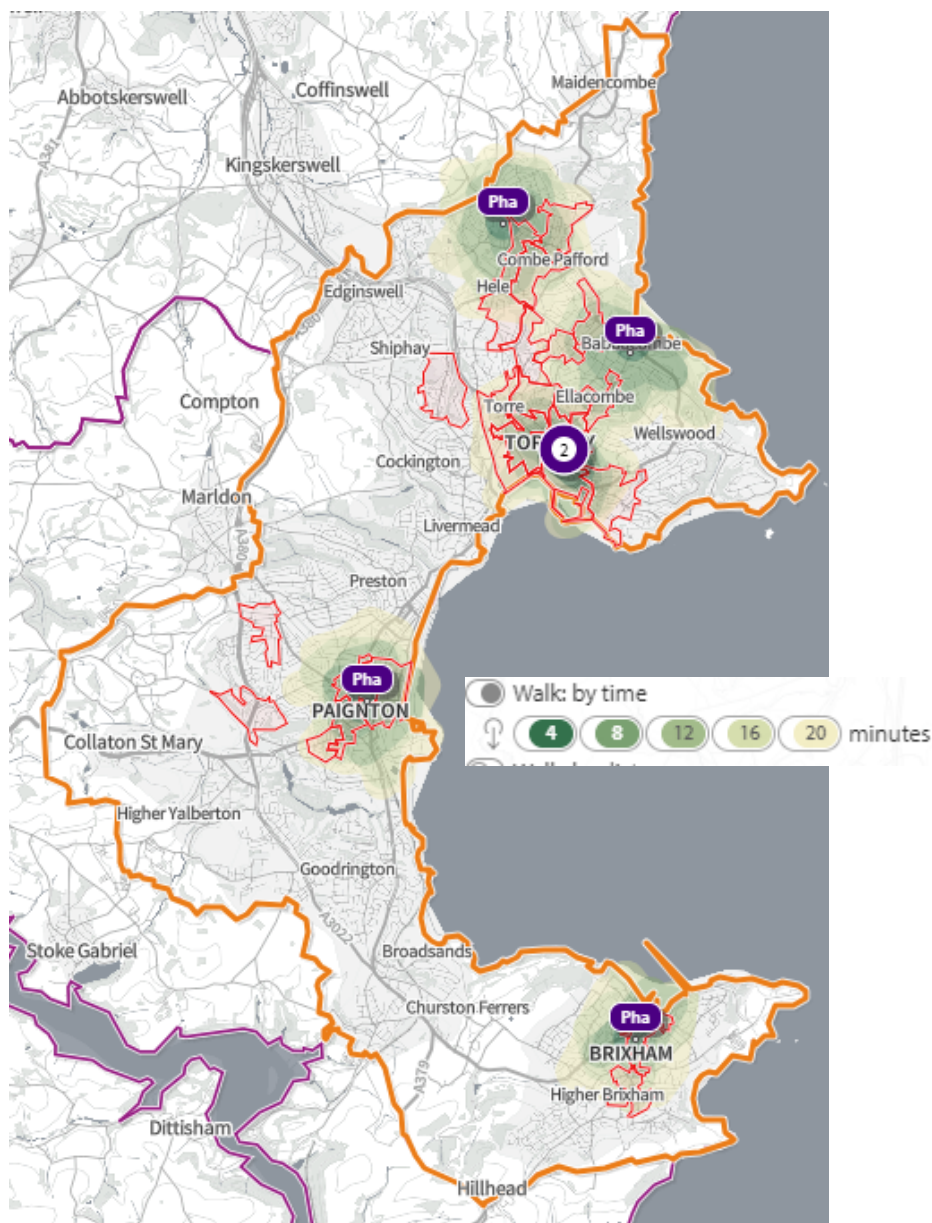 Maidencombe
Coffinswell
Abbotskerswell
A381
Kingskerswell
Pha
Combe Pafford
Hele
Edginswell
A380
Pha
Shiphay
Compton
Torre
Ellacombe
Wellswood
2
Cockington
Marldon
Livermead
A380
Preston
Pha
PAIGNTON
Walk: by time
4 8 12 16 20 minutes
Collaton St Mary
Higher Yalberton
Goodrington
A3022
Stoke Gabriel
Broadsands
Churston Ferrers
Pha
BRIXHAM
A379
Higher Brixham
Dittisham
Hillhead